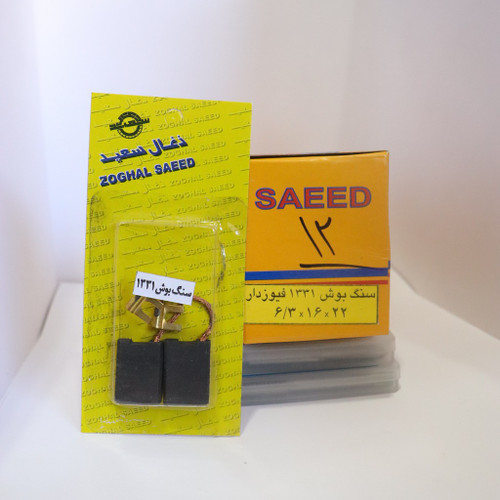 ذغال سعید
ZOGHAL SAEED
سنگ بوش ۱۳۳۱
SAEED
۱۲
سنگ بوش ۱۳۳۱ فیوزدار
۶/۳ × ۱۶ × ۲۲